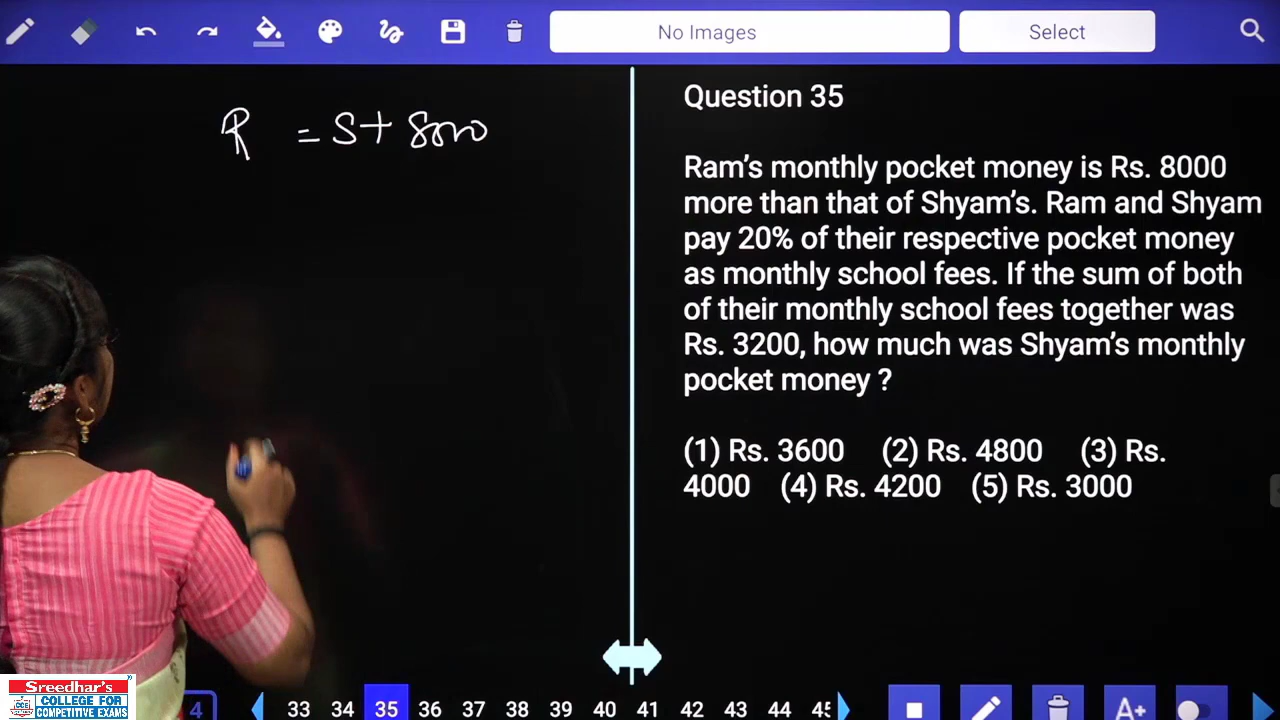 No Images
Select
R = S + 8000
Question 35
Ram's monthly pocket money is Rs. 8000
more than that of Shyam's. Ram and Shyam
pay 20% of their respective pocket money
as monthly school fees. If the sum of both
of their monthly school fees together was
Rs. 3200, how much was Shyam's monthly
pocket money ?
(1) Rs. 3600 (2) Rs. 4800 (3) Rs.
4000 (4) Rs. 4200 (5) Rs. 3000
Sreedhar's
CCE
COLLEGE FOR
COMPETITIVE EXAMS
4 33 34 35 36 37 38 39 40 41 42 43 44 45
A+